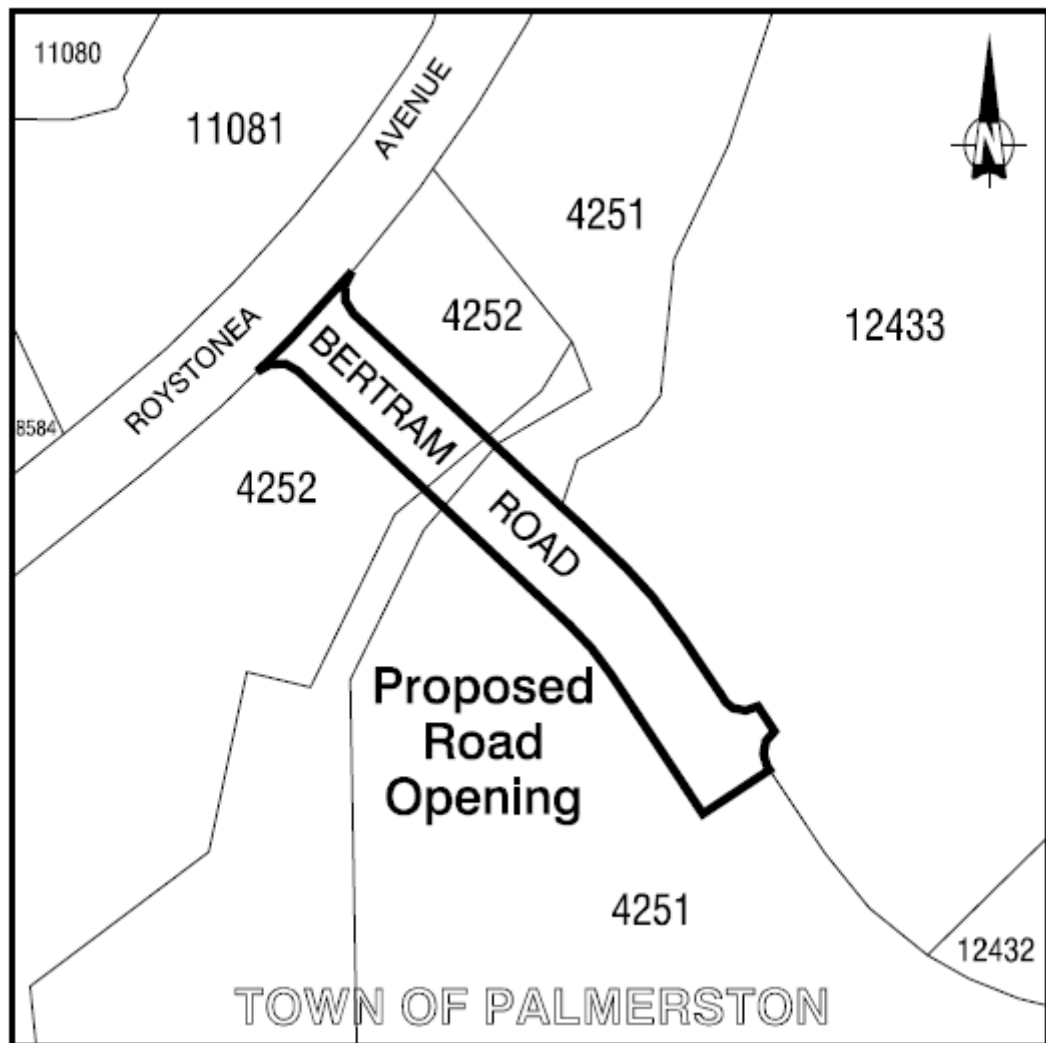 11080
11081
AVENUE
N
4251
4252
12433
ROYSTONEA
BERTRAM
8584
4252
ROAD
Proposed
Road
Opening
4251
12432
TOWN OF PALMERSTON